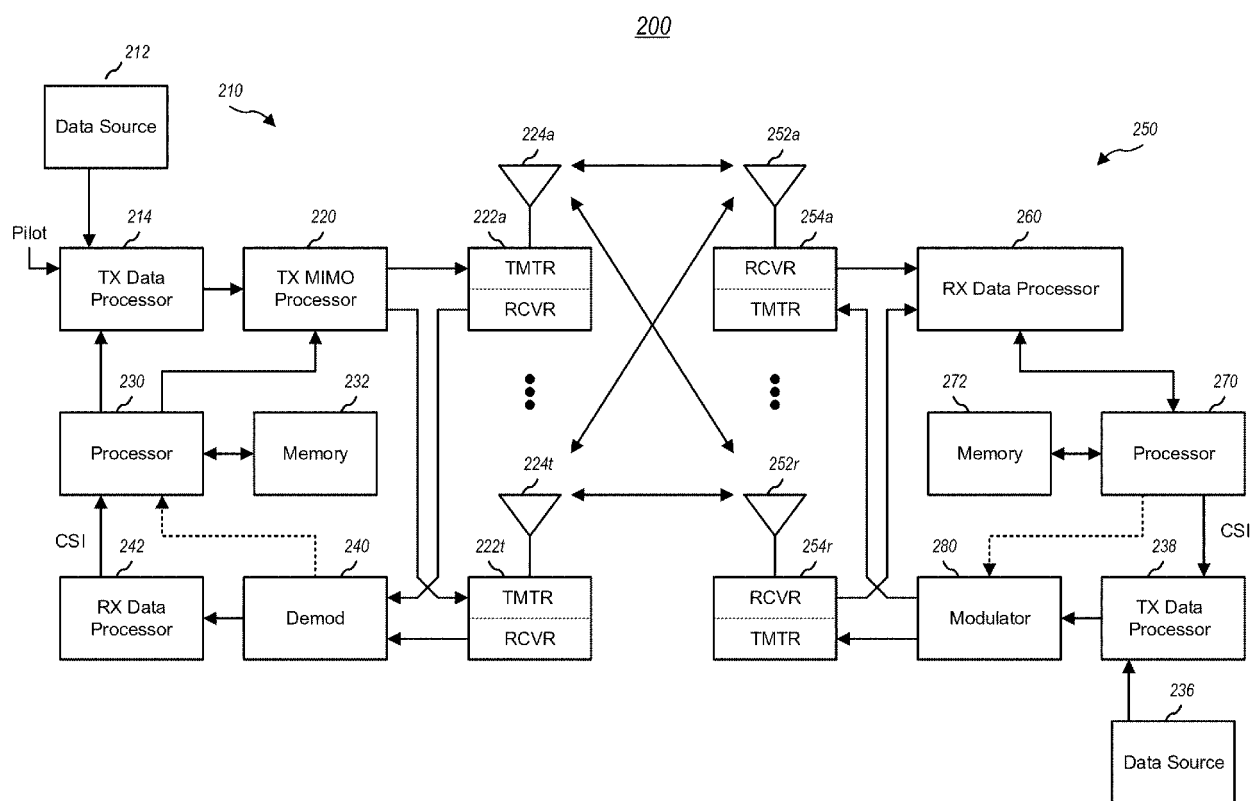 200
212
Data Source
210
250
224a
252a
Pilot
214
TX Data
Processor
220
TX MIMO
Processor
222a
TMTR
RCVR
254a
RCVR
TMTR
260
RX Data Processor
230
Processor
232
Memory
272
Memory
270
Processor
224t
252r
CSI
242
RX Data
Processor
240
Demod
222t
TMTR
RCVR
254r
RCVR
TMTR
280
Modulator
CSI
238
TX Data
Processor
236
Data Source